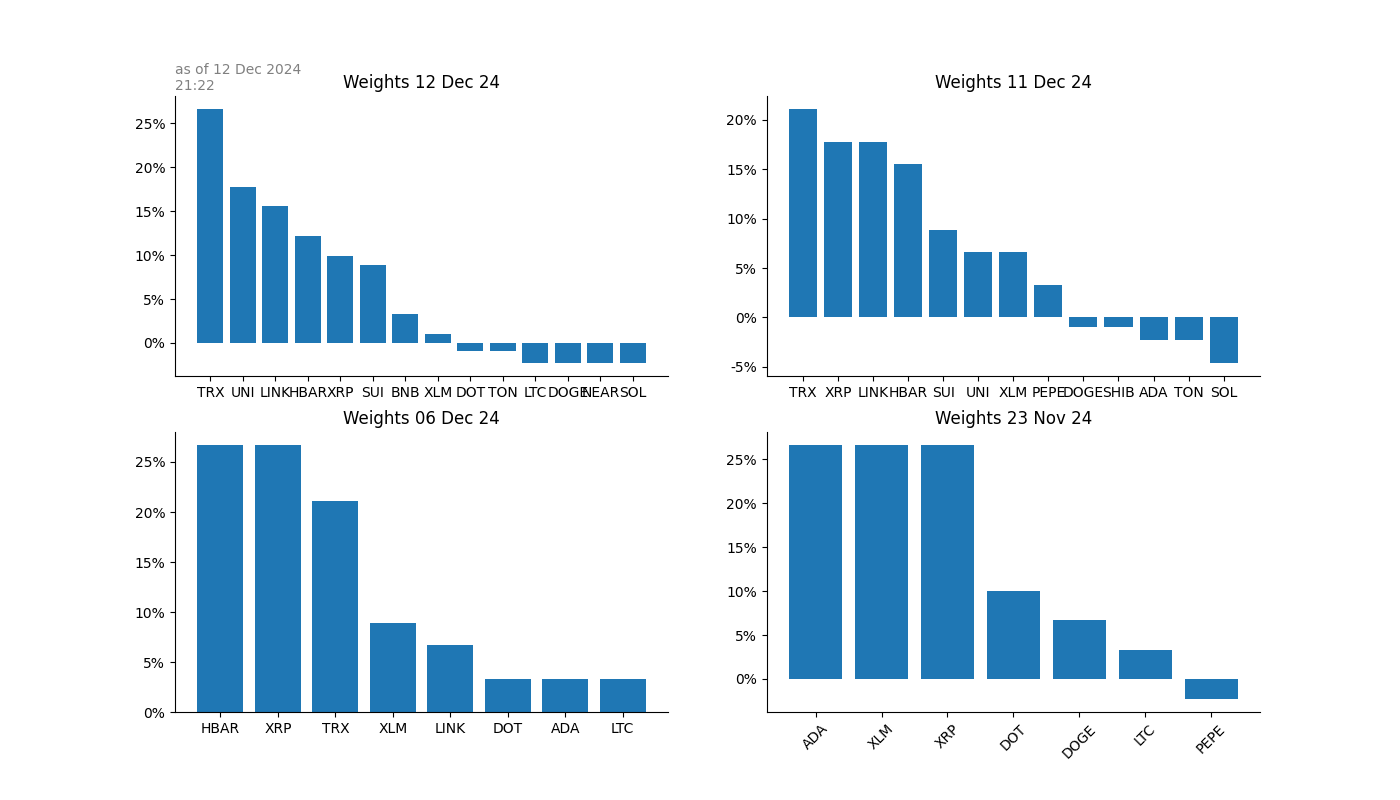 as of 12 Dec 2024
21:22
Weights 12 Dec 24
25%
20%
15%
10%
5%
0%
TRX UNI LINK HBAR XRP SUI BNB XLM DOT TON LTC DOGE NEAR SOL
Weights 11 Dec 24
20%
15%
10%
5%
0%
-5%
TRX XRP LINK HBAR SUI UNI XLM PEPE DOGE SHIB ADA TON SOL
Weights 06 Dec 24
25%
20%
15%
10%
5%
0%
HBAR XRP TRX XLM LINK DOT ADA LTC
Weights 23 Nov 24
25%
20%
15%
10%
5%
0%
ADA XLM XRP DOT DOGE LTC PEPE